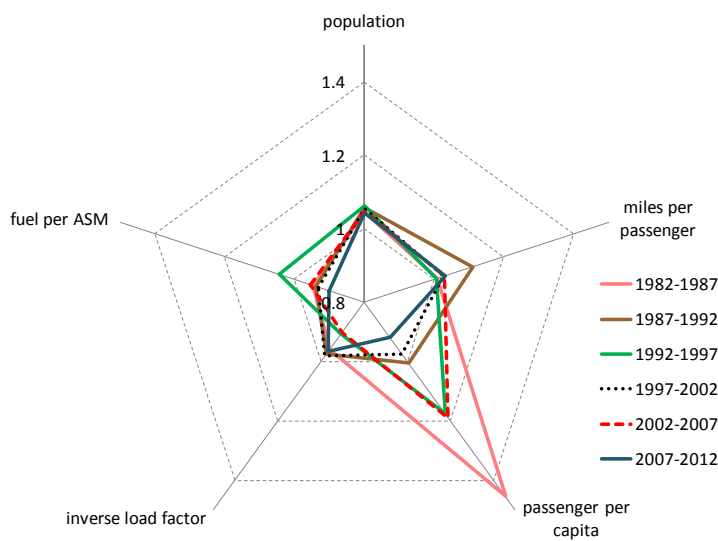 population
1.4
1.2
1
0.8
fuel per ASM
miles per
passenger
1982-1987
1987-1992
1992-1997
1997-2002
2002-2007
2007-2012
inverse load factor
passenger per
capita